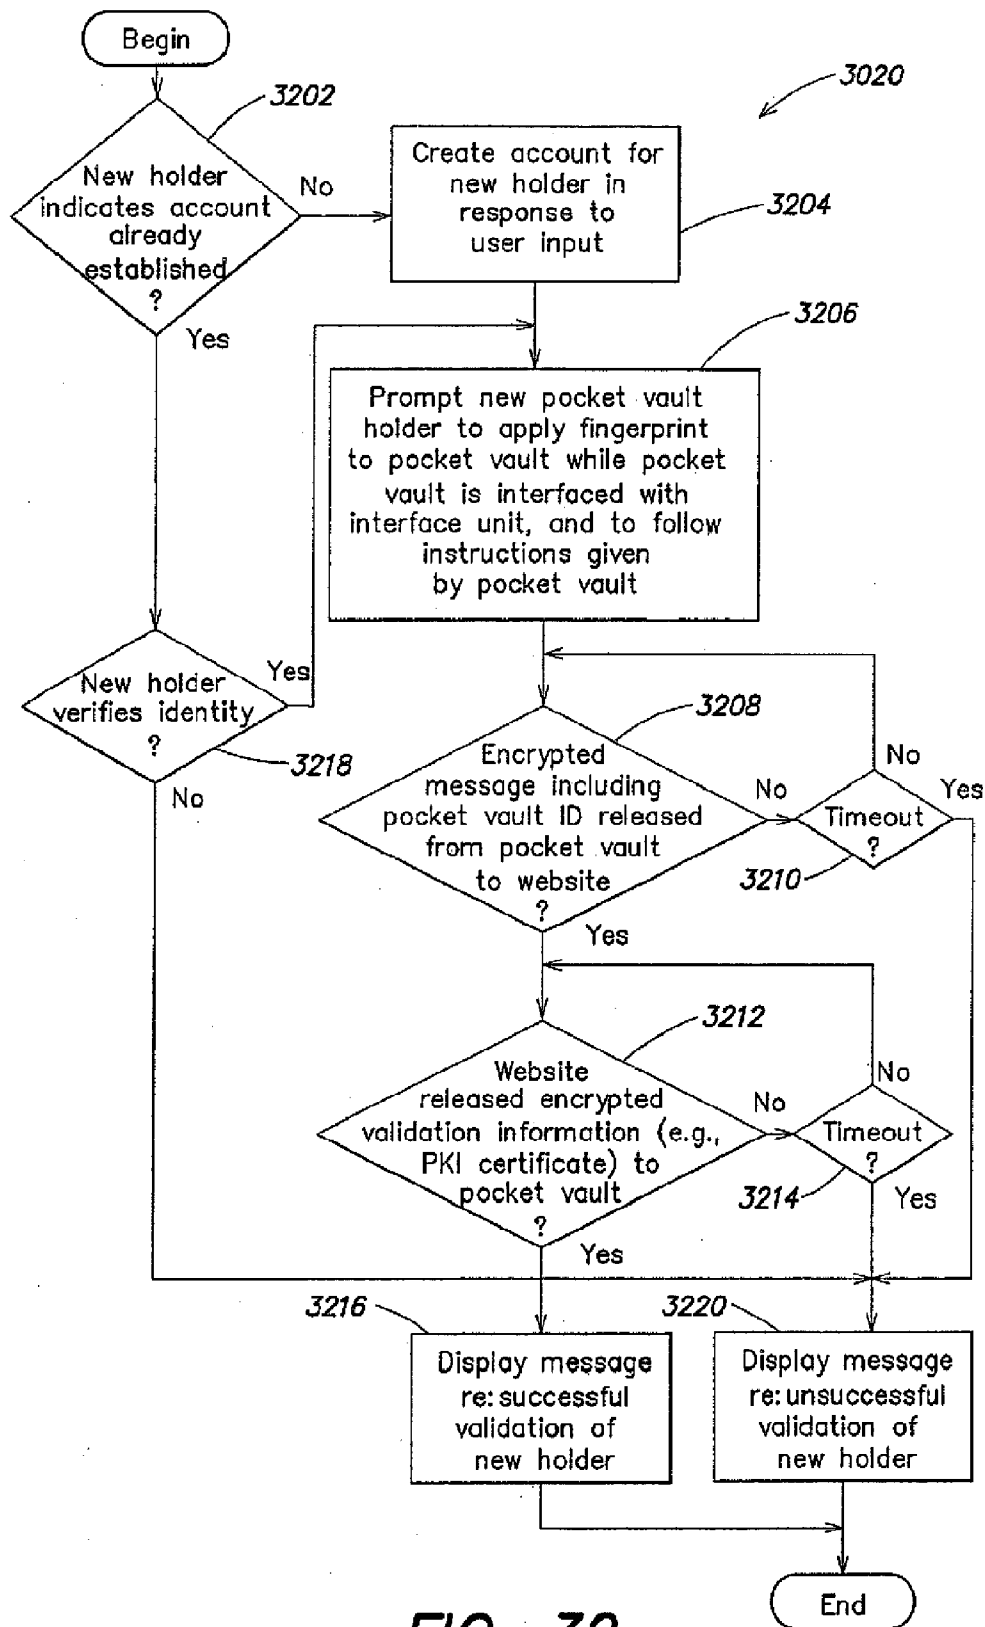 Begin
3202
3020
New holder
indicates account
already
established
?
No
Yes
Create account for
new holder in
response to
user input
3204
3206
Prompt new pocket vault
holder to apply fingerprint
to pocket vault while pocket
vault is interfaced with
interface unit, and to follow
instructions given
by pocket vault
New holder
verifies identity
?
Yes
3218
No
3208
Encrypted
message including
pocket vault ID released
from pocket vault
to website
?
No
Yes
No
Yes
Timeout
?
3210
3212
Website
released encrypted
validation information (e.g.,
PKI certificate) to
pocket vault
?
No
Yes
No
Timeout
?
3214
Yes
3216
Display message
re: successful
validation of
new holder
3220
Display message
re: unsuccessful
validation of
new holder
End